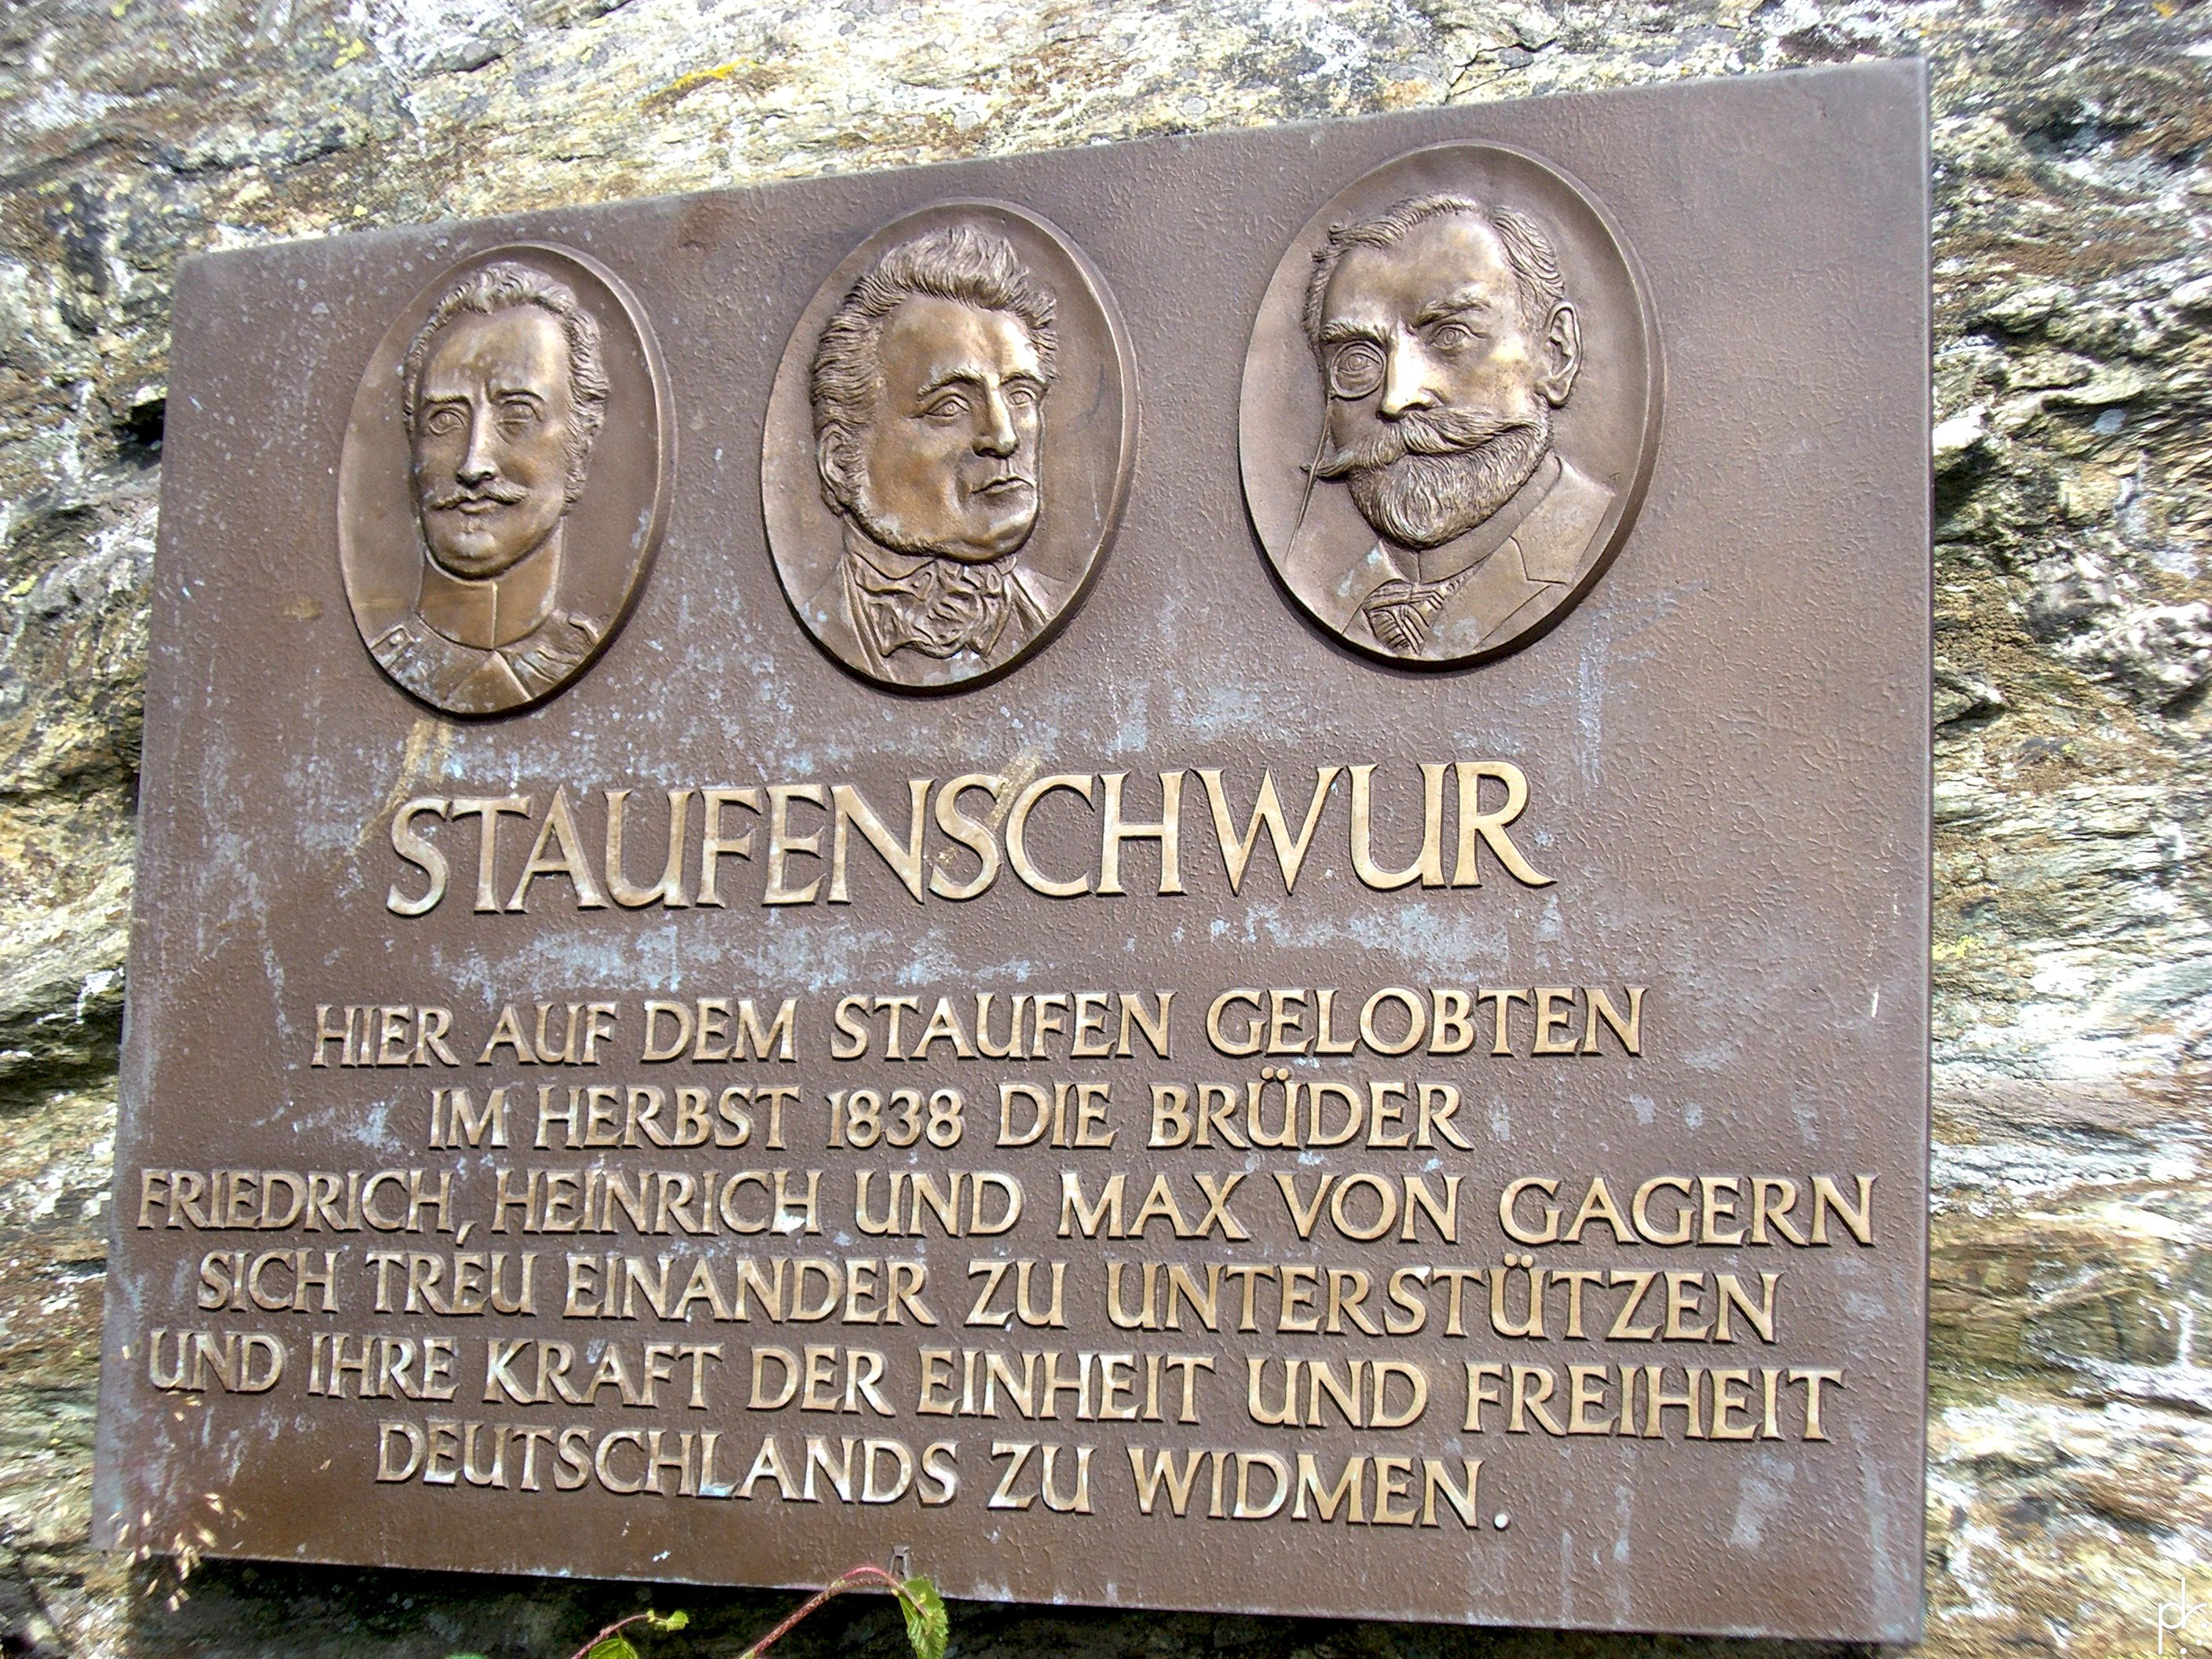 STAUFENSCHWUR
HIER AUF DEM STAUFEN GELOBTEN
IM HERBST 1838 DIE BRÜDER
FRIEDRICH, HEINRICH UND MAX VON GAGERN
SICH TREU EINANDER ZU UNTERSTÜTZEN
UND IHRE KRAFT DER EINHEIT UND FREIHEIT
DEUTSCHLANDS ZU WIDMEN.